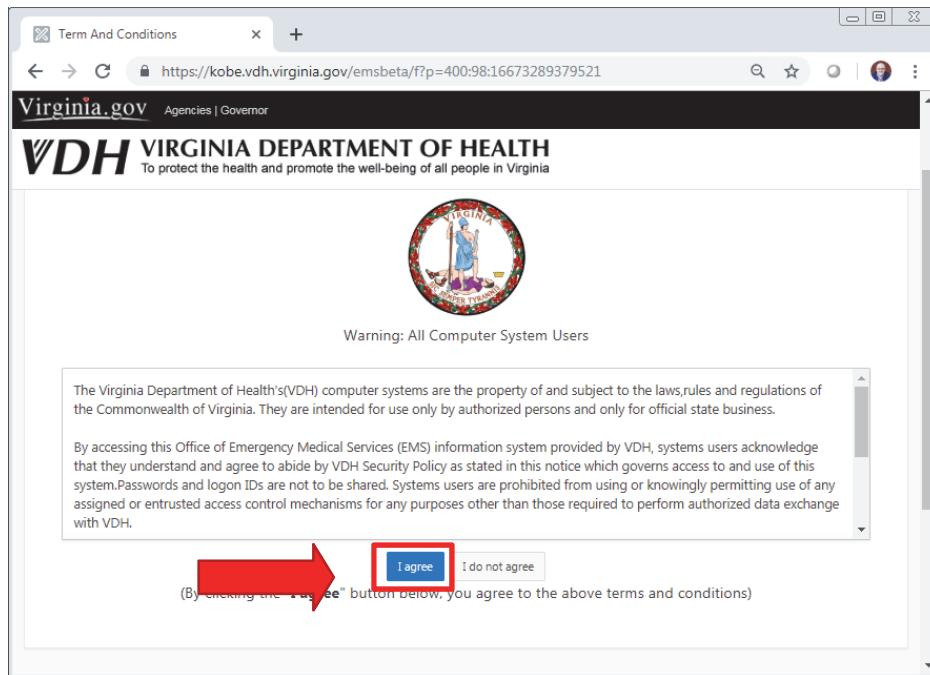 Term And Conditions
https://kobe.vdh.virginia.gov/emsbeta/f?p=400:98:16673289379521
Virginia.gov Agencies | Governor
VDH VIRGINIA DEPARTMENT OF HEALTH
To protect the health and promote the well-being of all people in Virginia
VIRGINIA
SIC SEMPER TYRANNIS
Warning: All Computer System Users
The Virginia Department of Health's(VDH) computer systems are the property of and subject to the laws,rules and regulations of
the Commonwealth of Virginia. They are intended for use only by authorized persons and only for official state business.
By accessing this Office of Emergency Medical Services (EMS) information system provided by VDH, systems users acknowledge
that they understand and agree to abide by VDH Security Policy as stated in this notice which governs access to and use of this
system.Passwords and logon IDs are not to be shared. Systems users are prohibited from using or knowingly permitting use of any
assigned or entrusted access control mechanisms for any purposes other than those required to perform authorized data exchange
with VDH.
I agree I do not agree
(By clicking the "I agree" button below, you agree to the above terms and conditions)